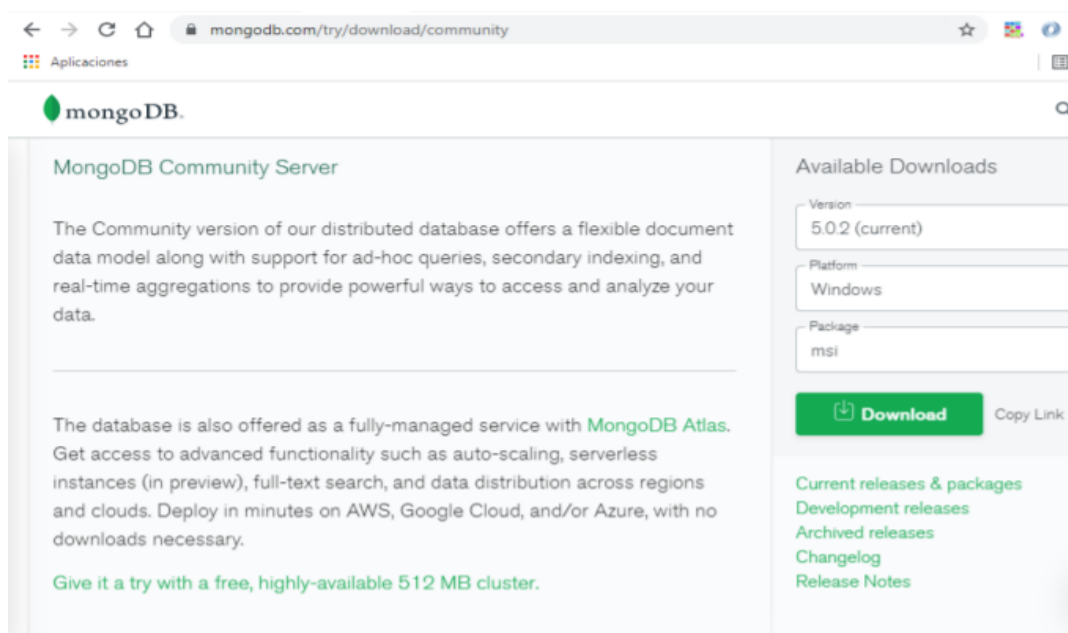 mongodb.com/try/download/community
Aplicaciones
mongoDB.
MongoDB Community Server
The Community version of our distributed database offers a flexible document
data model along with support for ad-hoc queries, secondary indexing, and
real-time aggregations to provide powerful ways to access and analyze your
data.
The database is also offered as a fully-managed service with MongoDB Atlas.
Get access to advanced functionality such as auto-scaling, serverless
instances (in preview), full-text search, and data distribution across regions
and clouds. Deploy in minutes on AWS, Google Cloud, and/or Azure, with no
downloads necessary.
Give it a try with a free, highly-available 512 MB cluster.
Available Downloads
Version
5.0.2 (current)
Platform
Windows
Package
msi
Download Copy Link
Current releases & packages
Development releases
Archived releases
Changelog
Release Notes